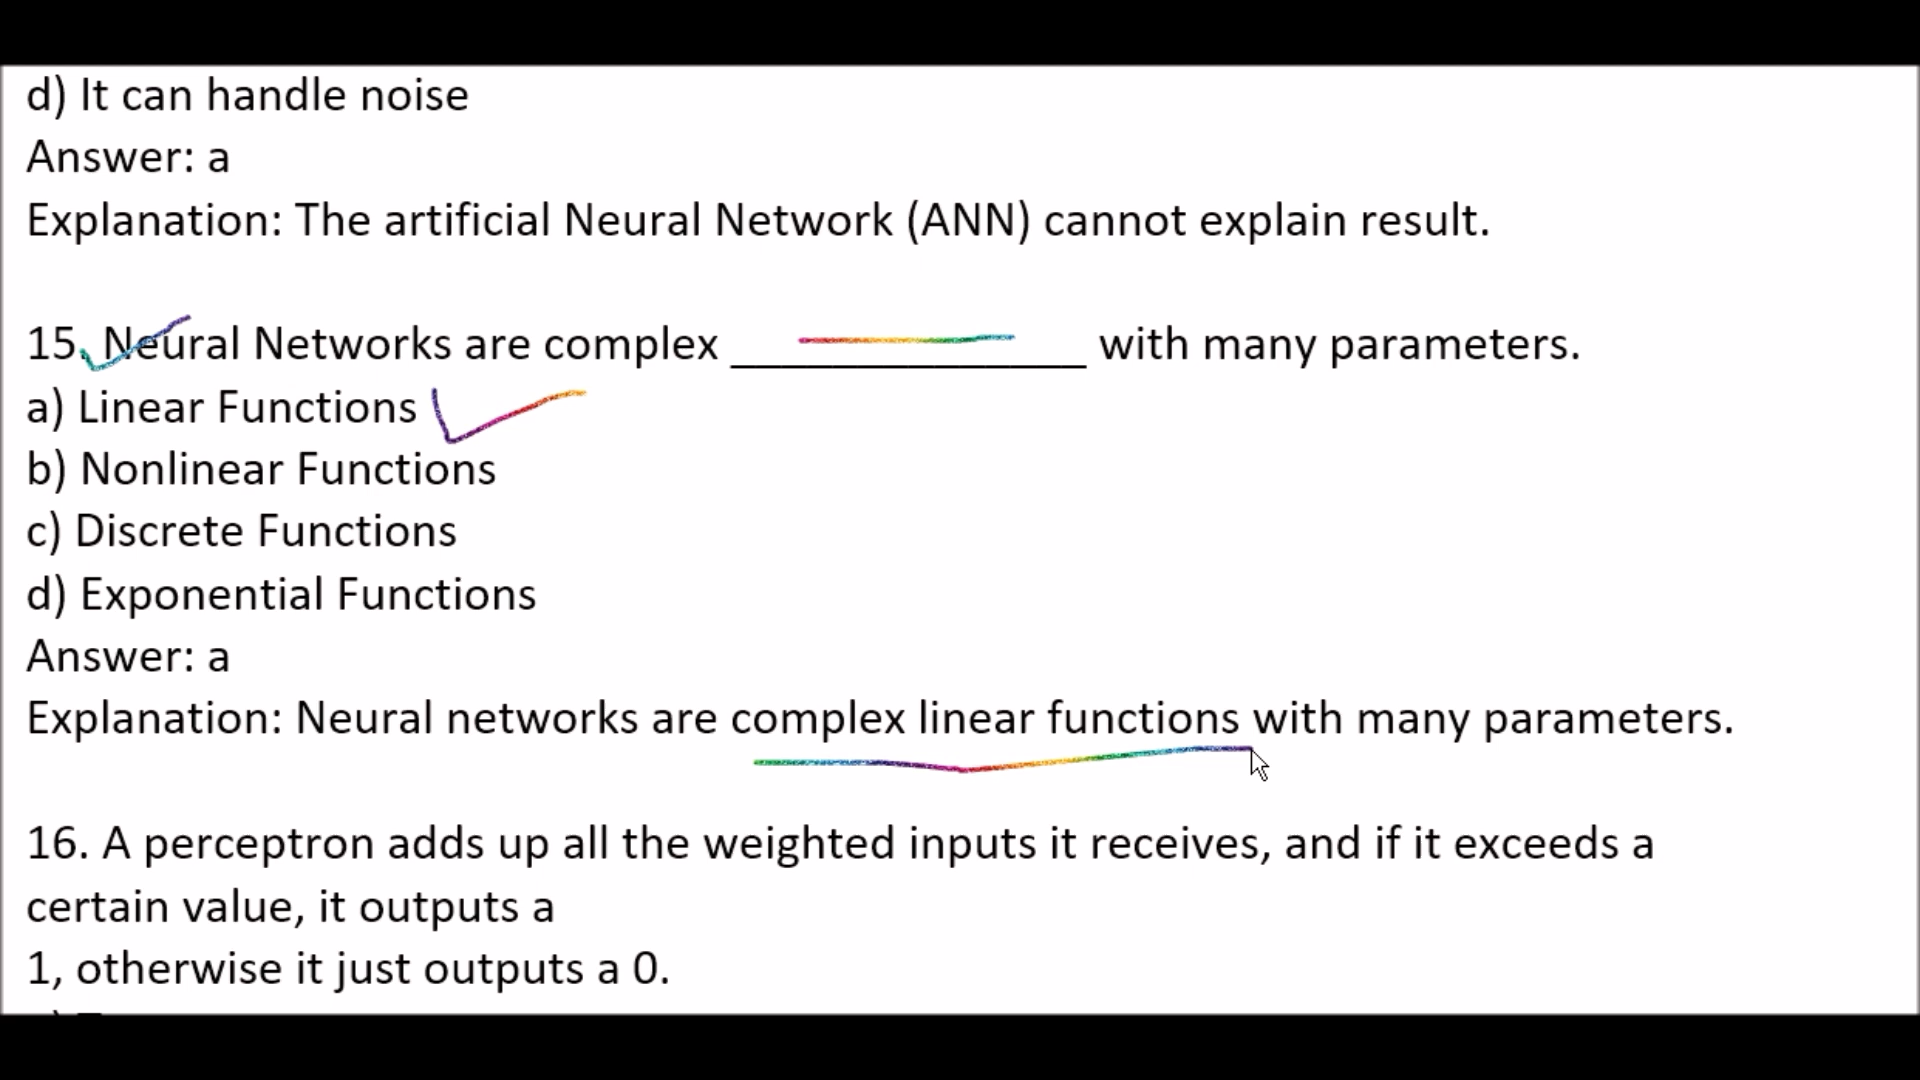 d) It can handle noise
Answer: a
Explanation: The artificial Neural Network (ANN) cannot explain result.
15. Neural Networks are complex ________________ with many parameters.
a) Linear Functions
b) Nonlinear Functions
c) Discrete Functions
d) Exponential Functions
Answer: a
Explanation: Neural networks are complex linear functions with many parameters.
16. A perceptron adds up all the weighted inputs it receives, and if it exceeds a
certain value, it outputs a
1, otherwise it just outputs a 0.